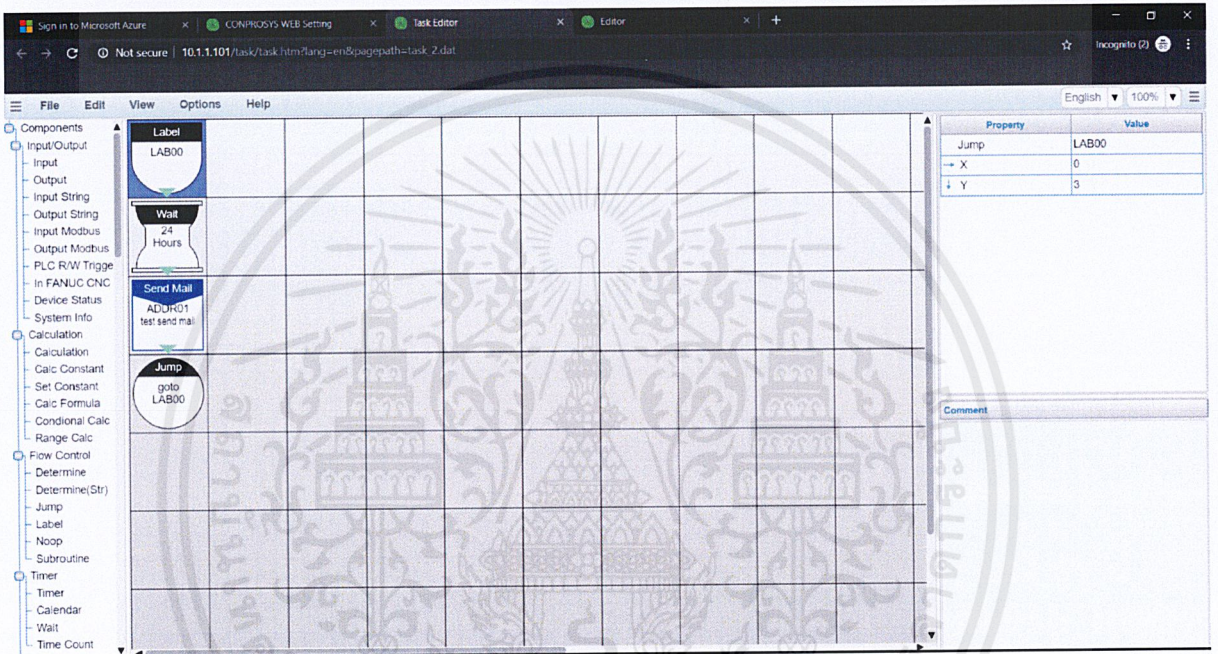 Sign in to Microsoft Azure
CONPROSYS WEB Setting
Task Editor
Editor
Not secure | 10.1.1.101/task/task.htm?lang=en&pagepath=task_2.dat
Incognito (2)
File Edit View Options Help
English 100%
Components
Input/Output
Input
Output
Input String
Output String
Input Modbus
Output Modbus
PLC R/W Trigge
In FANUC CNC
Device Status
System Info
Calculation
Calculation
Calc Constant
Set Constant
Calc Formula
Condional Calc
Range Calc
Flow Control
Determine
Determine(Str)
Jump
Label
Noop
Subroutine
Timer
Timer
Calendar
Wait
Time Count
Label
LAB00
Wait
24
Hours
Send Mail
ADDR01
test send mail
Jump
goto
LAB00
Property Value
Jump LAB00
X 0
Y 3
Comment